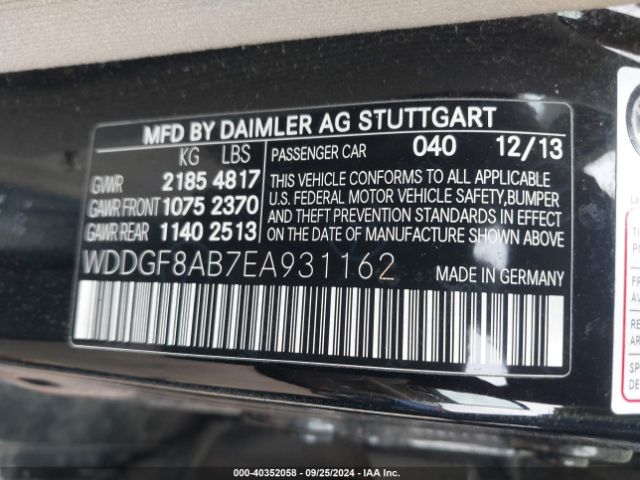 MFD BY DAIMLER AG STUTTGART
KG LBS
GVWR 2185 4817
GAWR FRONT 1075 2370
GAWR REAR 1140 2513
PASSENGER CAR 040 12/13
THIS VEHICLE CONFORMS TO ALL APPLICABLE
U.S. FEDERAL MOTOR VEHICLE SAFETY,BUMPER
AND THEFT PREVENTION STANDARDS IN EFFECT
ON THE DATE OF MANUFACTURE SHOWN ABOVE
WDDGF8AB7EA931162 MADE IN GERMANY
000-40352058 - 09/25/2024 - IAA Inc.